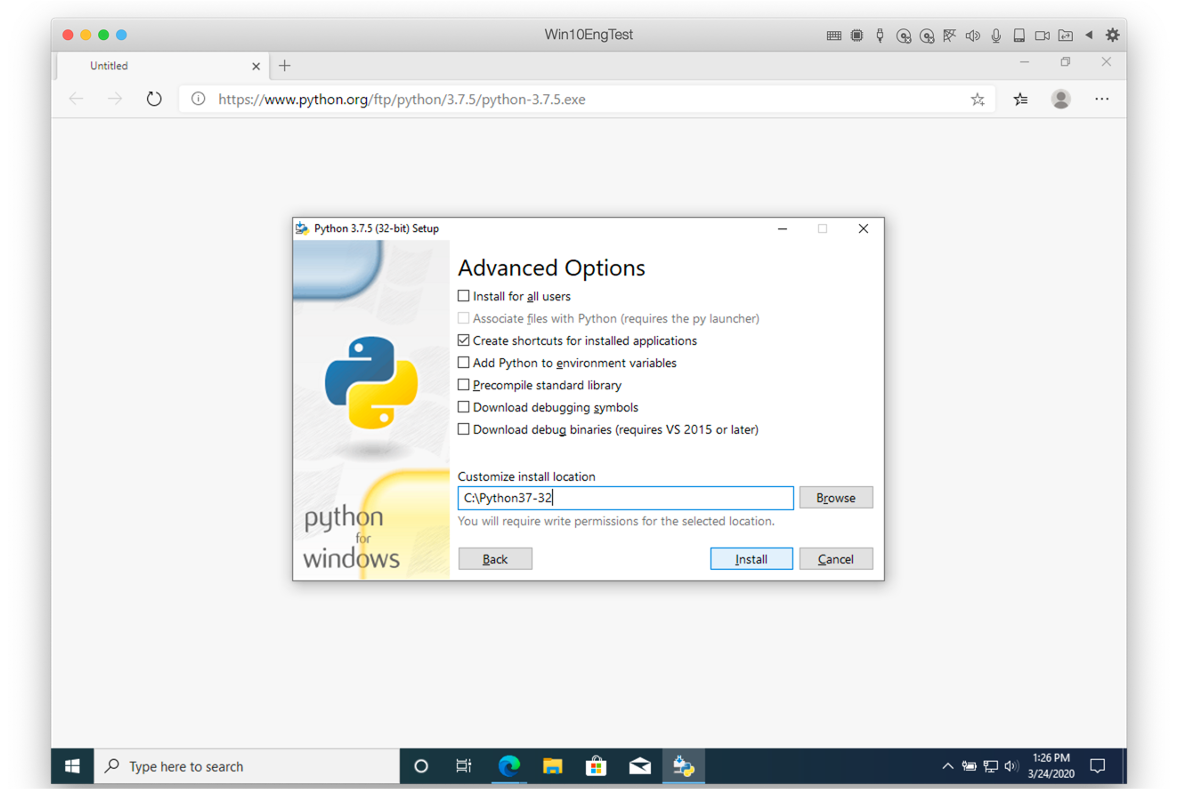 Win10EngTest
Untitled
https://www.python.org/ftp/python/3.7.5/python-3.7.5.exe
Python 3.7.5 (32-bit) Setup
Advanced Options
Install for all users
Associate files with Python (requires the py launcher)
Create shortcuts for installed applications
Add Python to environment variables
Precompile standard library
Download debugging symbols
Download debug binaries (requires VS 2015 or later)
Customize install location
C:\Python37-32
Browse
You will require write permissions for the selected location.
python
for
windows
Back
Install
Cancel
Type here to search
1:26 PM
3/24/2020